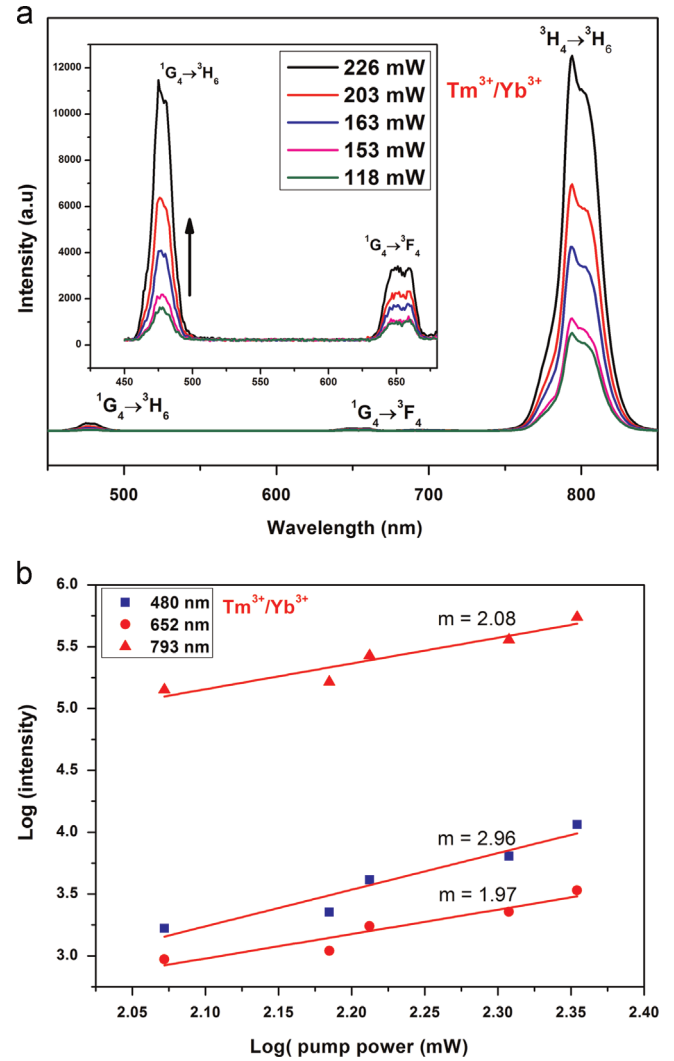 a
³H₄→³H₆
¹G₄→³H₆
226 mW
203 mW
163 mW
153 mW
118 mW
Tm³⁺/Yb³⁺
12000
10000
8000
6000
4000
2000
0
¹G₄→³F₄
450 500 550 600 650
Intensity (a.u)
¹G₄→³H₆
¹G₄→³F₄
500 600 700 800
Wavelength (nm)
b
480 nm
652 nm
793 nm
Tm³⁺/Yb³⁺
m = 2.08
m = 2.96
m = 1.97
6.0
5.5
5.0
4.5
4.0
3.5
3.0
Log (intensity)
2.05 2.10 2.15 2.20 2.25 2.30 2.35 2.40
Log( pump power (mW)